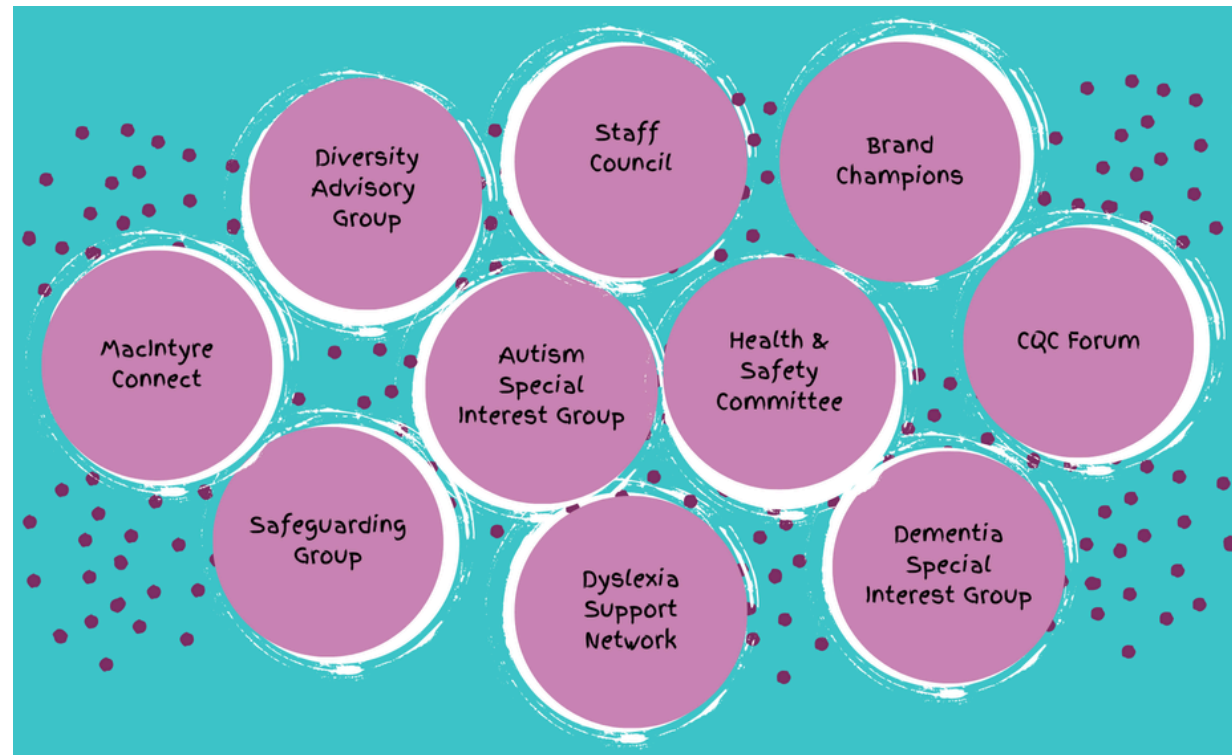 Diversity
Advisory
Group
Staff
Council
Brand
Champions
MacIntyre
Connect
Autism
Special
Interest Group
Health &
Safety
Committee
CQC Forum
Safeguarding
Group
Dyslexia
Support
Network
Dementia
Special
Interest Group